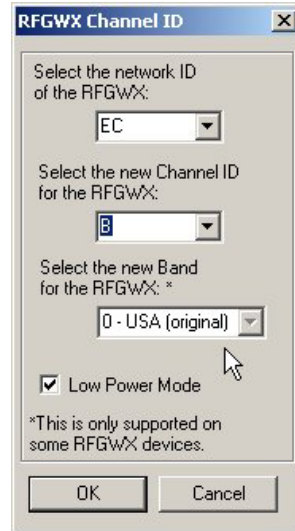 RFGWX Channel ID
Select the network ID
of the RFGWX:
EC
Select the new Channel ID
for the RFGWX:
B
Select the new Band
for the RFGWX: *
0 - USA (original)
Low Power Mode
*This is only supported on
some RFGWX devices.
OK Cancel